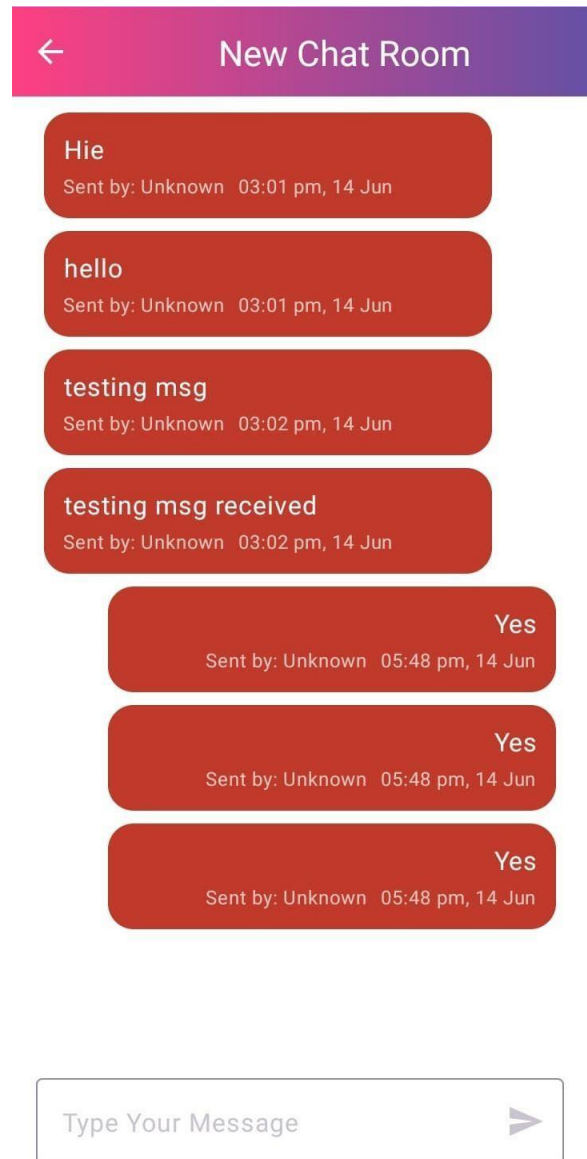 New Chat Room
Hie
Sent by: Unknown 03:01 pm, 14 Jun
hello
Sent by: Unknown 03:01 pm, 14 Jun
testing msg
Sent by: Unknown 03:02 pm, 14 Jun
testing msg received
Sent by: Unknown 03:02 pm, 14 Jun
Yes
Sent by: Unknown 05:48 pm, 14 Jun
Yes
Sent by: Unknown 05:48 pm, 14 Jun
Yes
Sent by: Unknown 05:48 pm, 14 Jun
Type Your Message